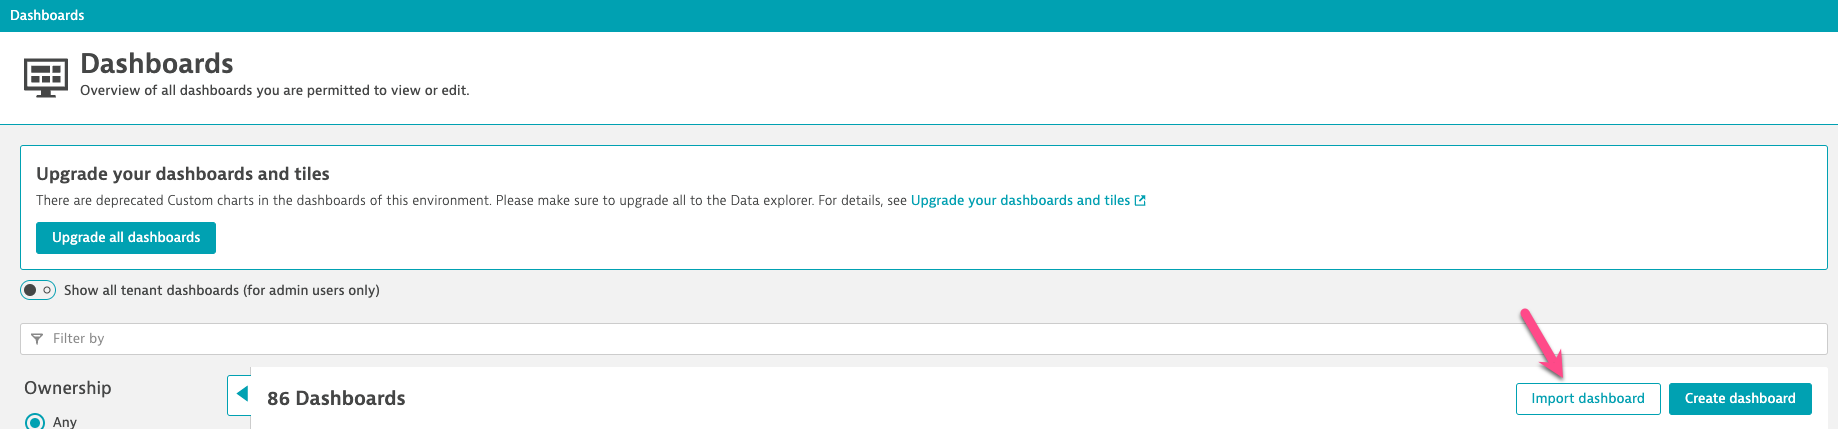 Dashboards
Dashboards
Overview of all dashboards you are permitted to view or edit.
Upgrade your dashboards and tiles
There are deprecated Custom charts in the dashboards of this environment. Please make sure to upgrade all to the Data explorer. For details, see Upgrade your dashboards and tiles
Upgrade all dashboards
Show all tenant dashboards (for admin users only)
Filter by
Ownership
Any
86 Dashboards
Import dashboard
Create dashboard